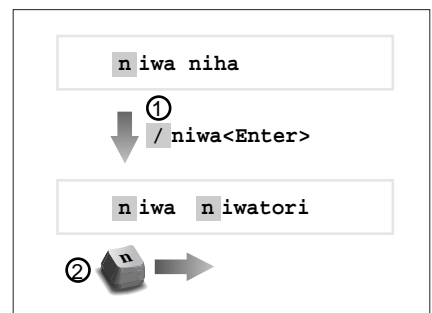 niwa niha
①
/niwa<Enter>
niwa niwatori
② n